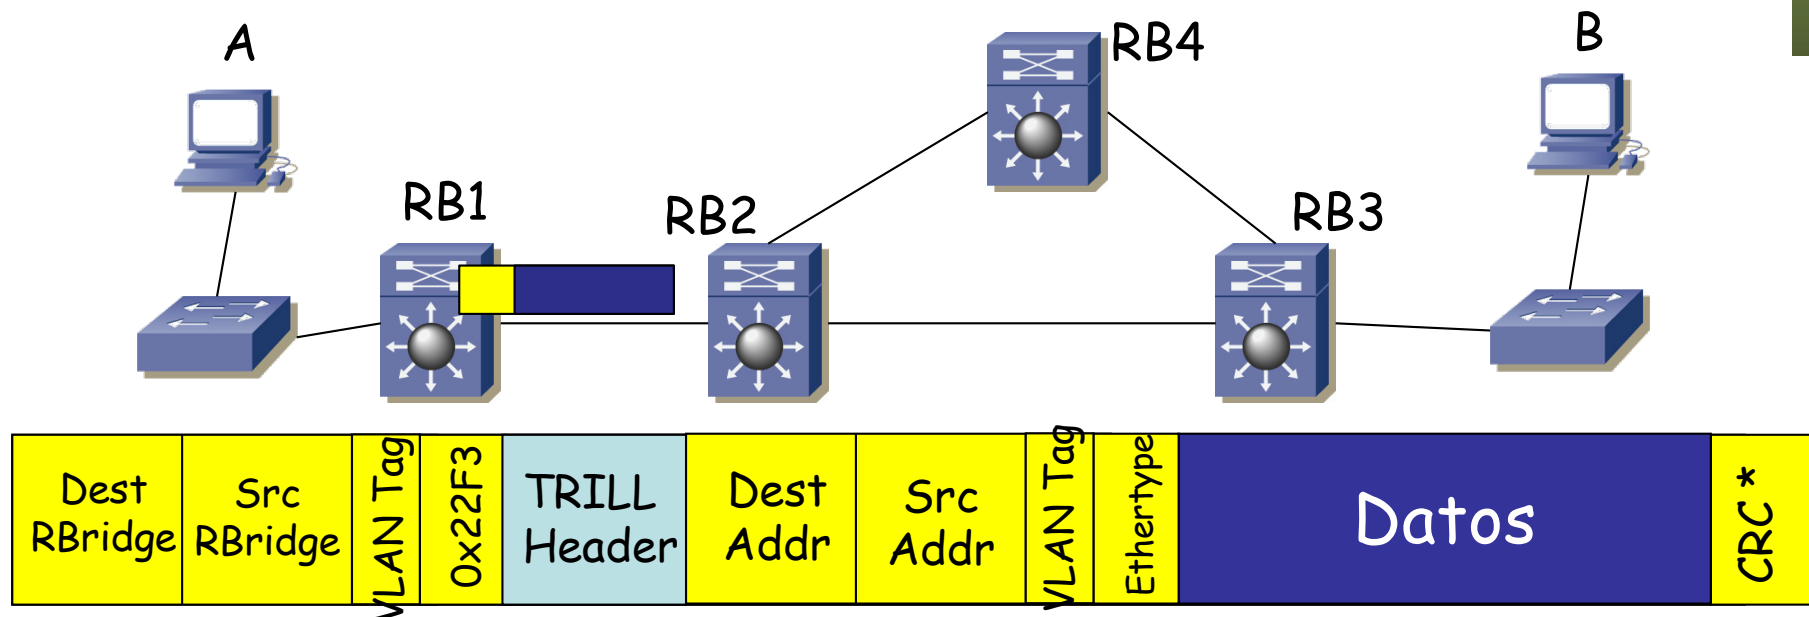 A
RB4
B
RB1
RB2
RB3
Dest
RBridge
Src
RBridge
VLAN Tag
0x22F3
TRILL
Header
Dest
Addr
Src
Addr
VLAN Tag
Ethertype
Datos
CRC *